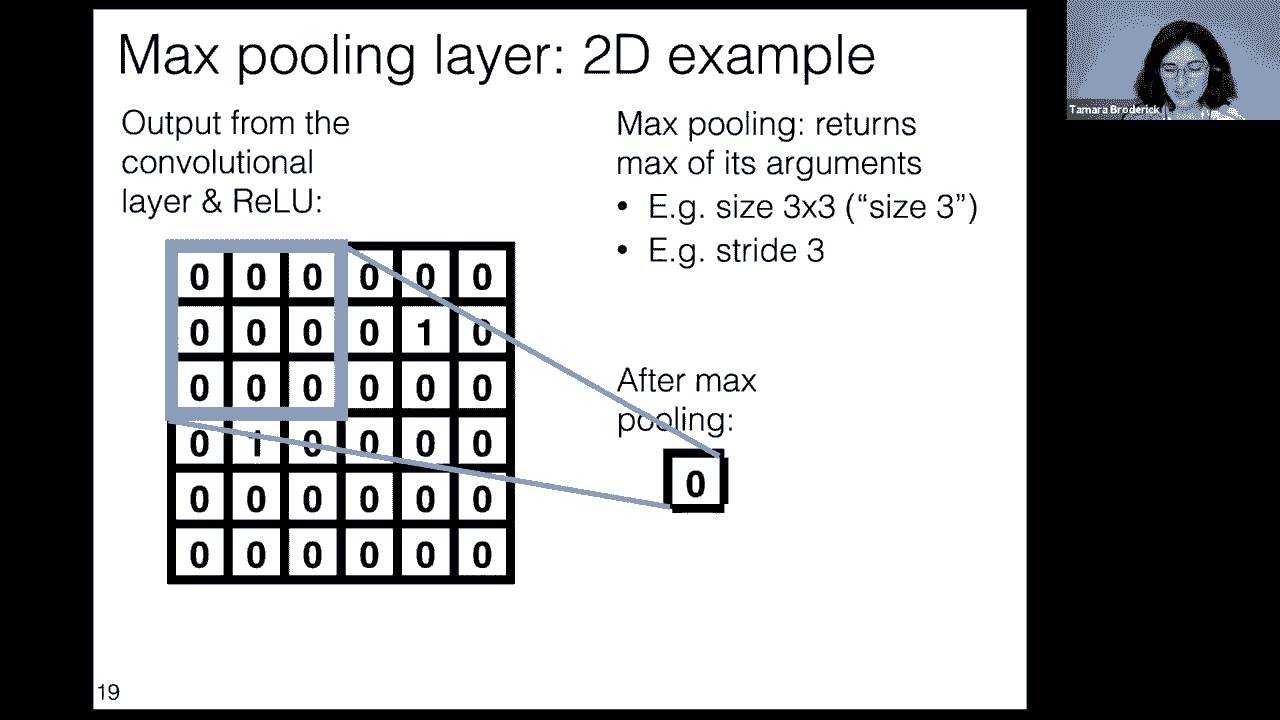 Max pooling layer: 2D example
Output from the
convolutional
layer & ReLU:
0 0 0 0 0 0
0 0 0 0 1 0
0 0 0 0 0 0
0 1 0 0 0 0
0 0 0 0 0 0
0 0 0 0 0 0
Max pooling: returns
max of its arguments
• E.g. size 3x3 (“size 3”)
• E.g. stride 3
After max
pooling:
0
19
Tamara Broderick